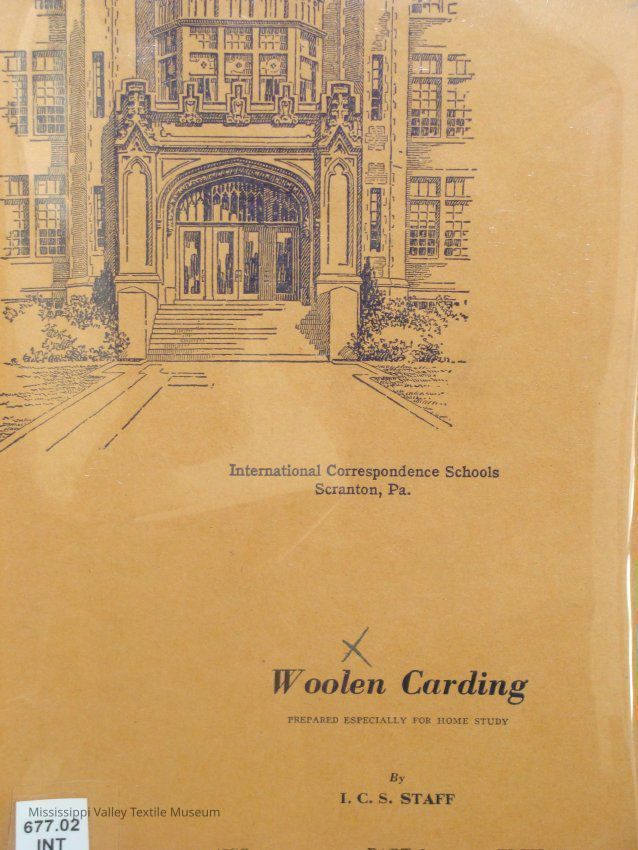 International Correspondence Schools
Scranton, Pa.
Woolen Carding
PREPARED ESPECIALLY FOR HOME STUDY
By
I. C. S. STAFF
Mississippi Valley Textile Museum
677.02
INT